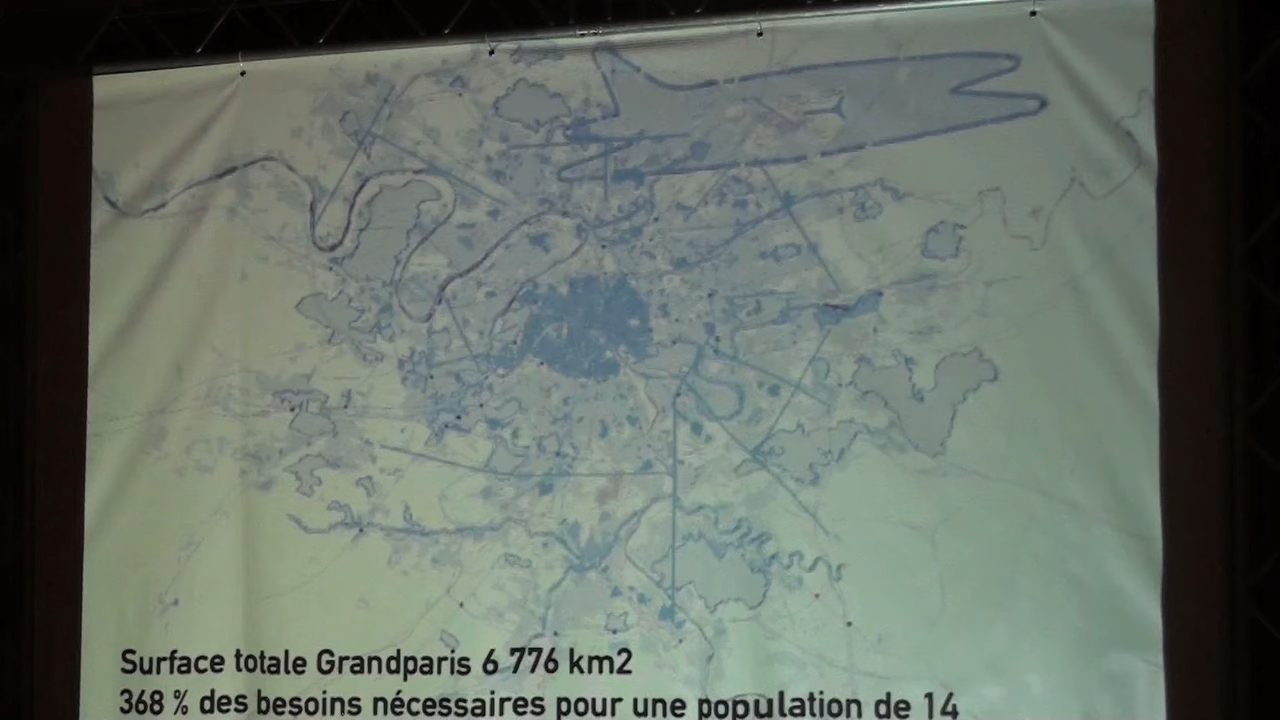 Surface totale Grandparis 6 776 km2
368 % des besoins nécessaires pour une population de 14